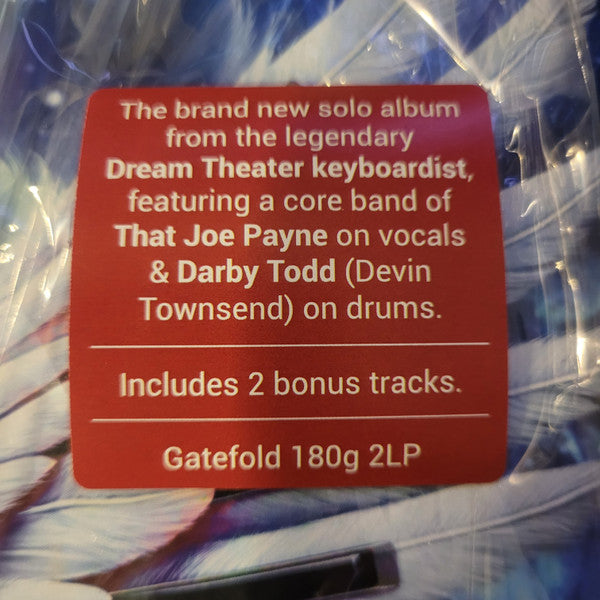 The brand new solo album
from the legendary
Dream Theater keyboardist,
featuring a core band of
That Joe Payne on vocals
& Darby Todd (Devin
Townsend) on drums.
Includes 2 bonus tracks.
Gatefold 180g 2LP